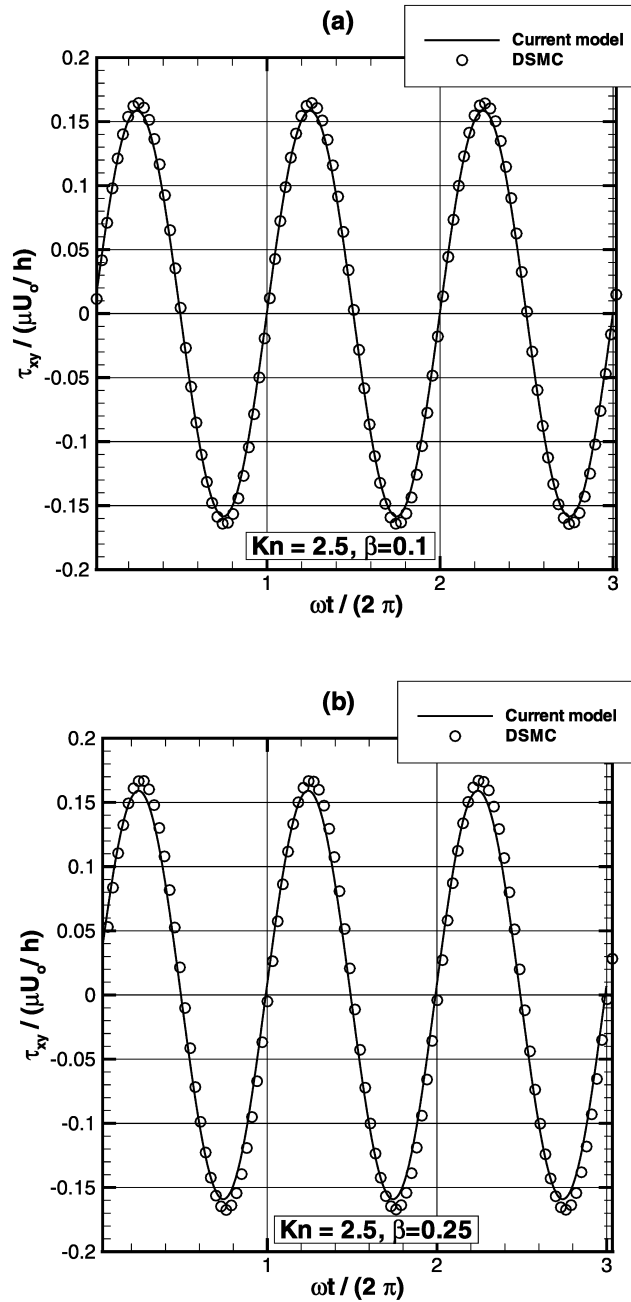 (a)
Current model
DSMC
0.2
0.15
0.1
0.05
0
-0.05
-0.1
-0.15
-0.2
τxy / (μUo/ h)
Kn = 2.5, β=0.1
1
2
3
ωt / (2 π)
(b)
Current model
DSMC
0.2
0.15
0.1
0.05
0
-0.05
-0.1
-0.15
-0.2
τxy / (μUo/ h)
Kn = 2.5, β=0.25
1
2
3
ωt / (2 π)